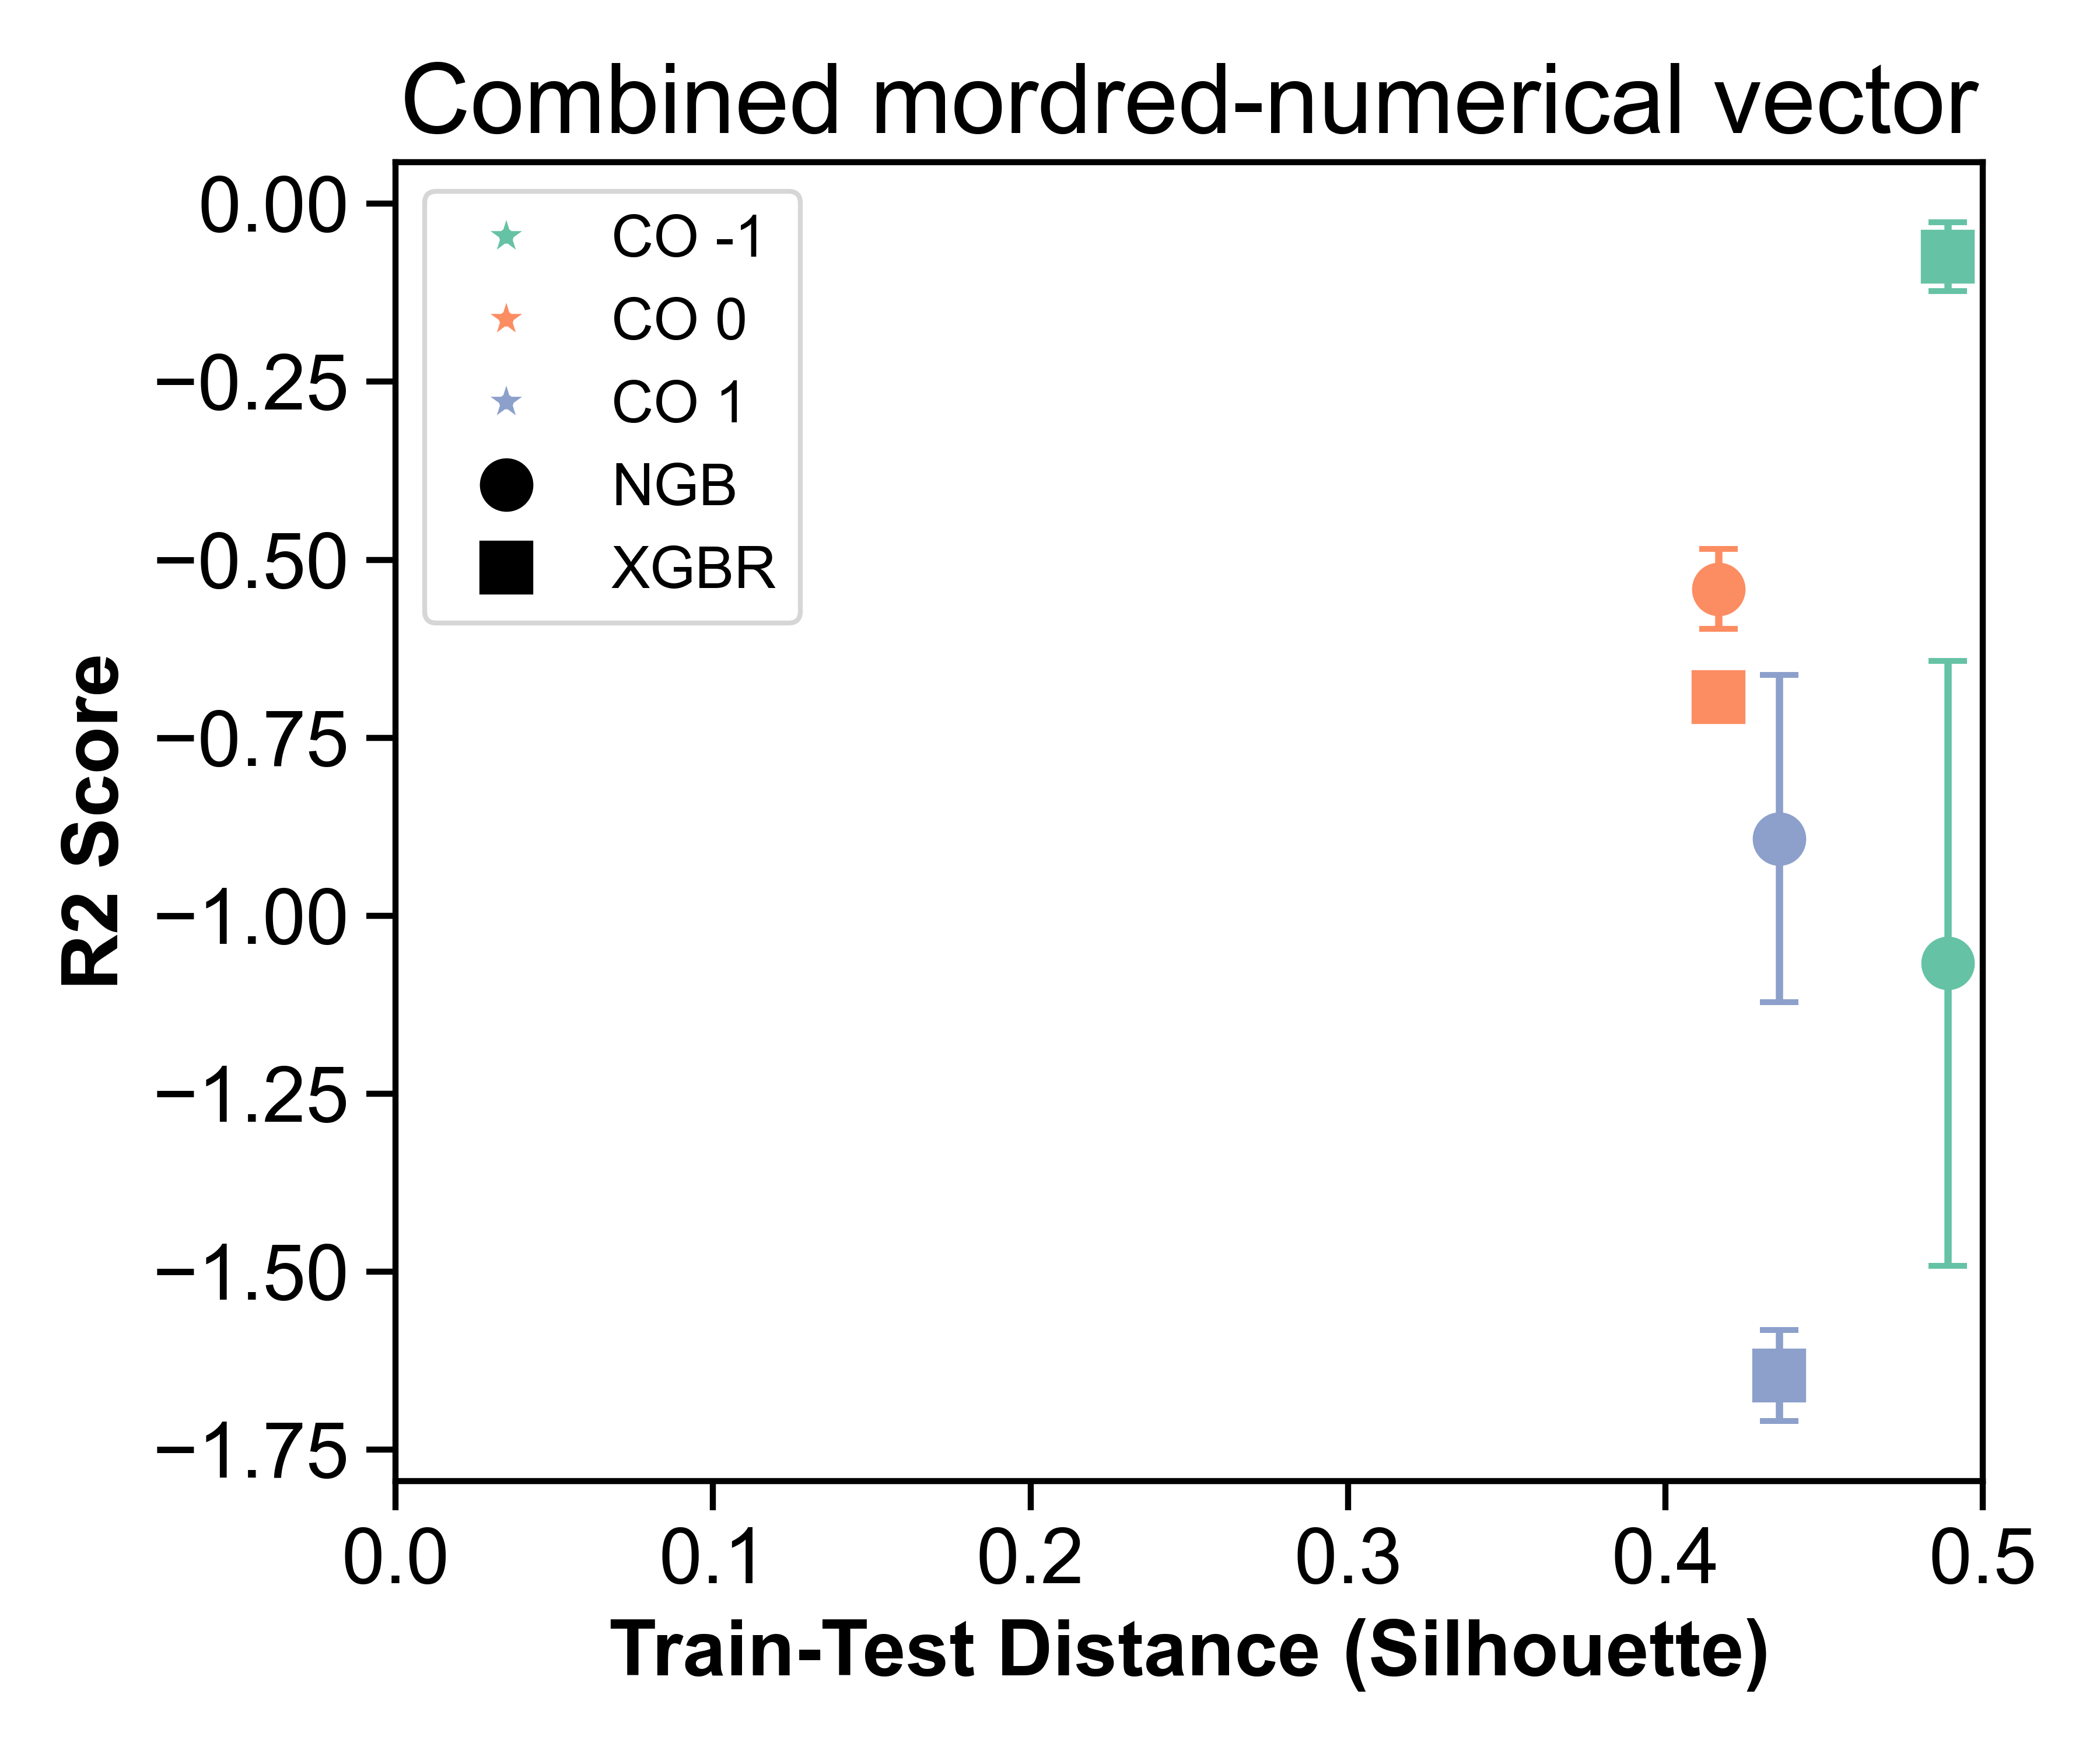 Combined mordred-numerical vector
CO -1
CO 0
CO 1
NGB
XGBR
R2 Score
0.00
−0.25
−0.50
−0.75
−1.00
−1.25
−1.50
−1.75
0.0
0.1
0.2
0.3
0.4
0.5
Train-Test Distance (Silhouette)